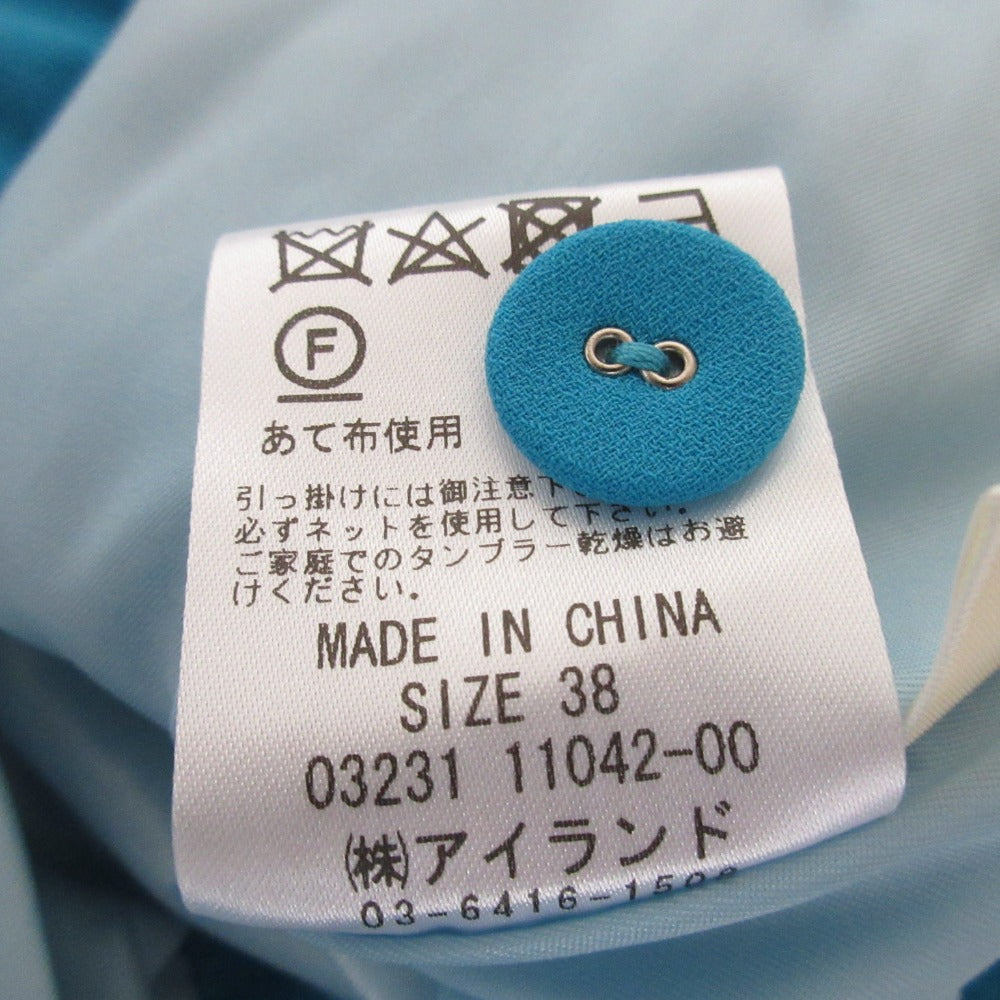 F
あて布使用
引っ掛けには御注意下
必ずネットを使用して下さい。
ご家庭でのタンブラー乾燥はお避
けください。
MADE IN CHINA
SIZE 38
03231 11042-00
(株)アイランド
03-6416-150